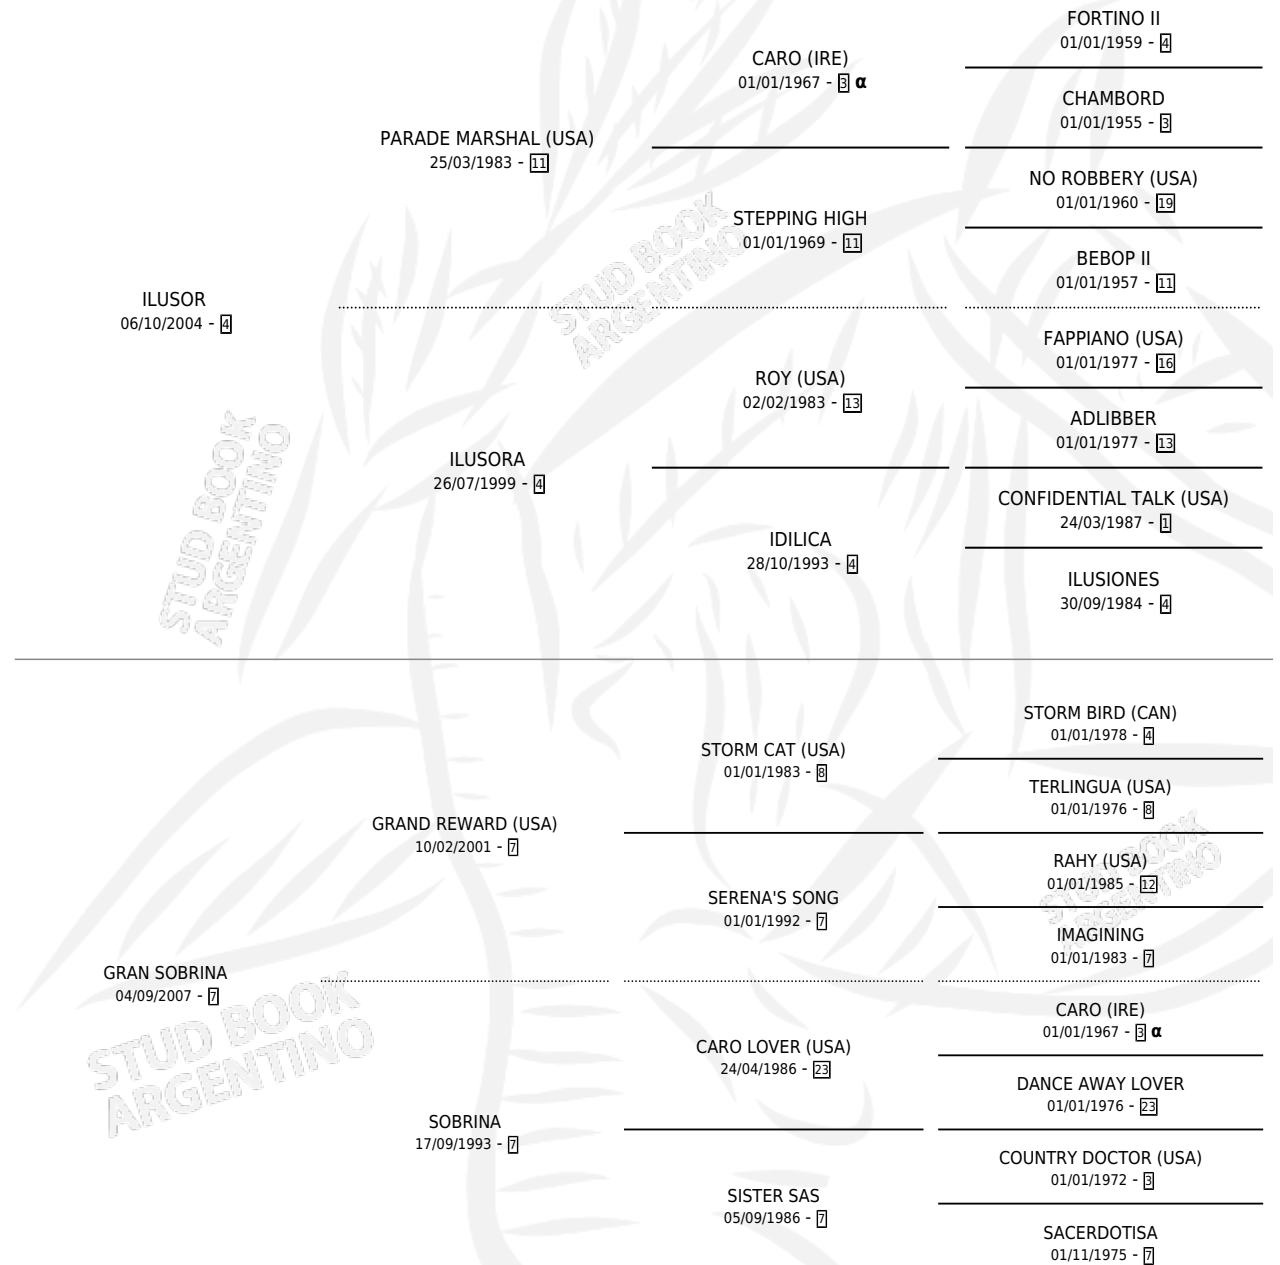 FORTINO II
01/01/1959 - 4
CARO (IRE)
01/01/1967 - 3 α
CHAMBORD
01/01/1955 - 3
PARADE MARSHAL (USA)
25/03/1983 - 11
NO ROBBERY (USA)
01/01/1960 - 19
STEPPING HIGH
01/01/1969 - 11
BEBOP II
01/01/1957 - 11
STUD BOOK
ARGENTINO
ILUSOR
06/10/2004 - 4
FAPPIANO (USA)
01/01/1977 - 16
ROY (USA)
02/02/1983 - 13
ADLIBBER
01/01/1977 - 13
ILUSORA
26/07/1999 - 4
CONFIDENTIAL TALK (USA)
24/03/1987 - 1
IDILICA
28/10/1993 - 4
ILUSIONES
30/09/1984 - 4
STUD BOOK
ARGENTINO
STORM BIRD (CAN)
01/01/1978 - 4
STORM CAT (USA)
01/01/1983 - 8
TERLINGUA (USA)
01/01/1976 - 8
GRAND REWARD (USA)
10/02/2001 - 7
RAHY (USA)
01/01/1985 - 12
SERENA'S SONG
01/01/1992 - 7
IMAGINING
01/01/1983 - 7
STUD BOOK
ARGENTINO
GRAN SOBRINA
04/09/2007 - 7
CARO (IRE)
01/01/1967 - 3 α
CARO LOVER (USA)
24/04/1986 - 23
DANCE AWAY LOVER
01/01/1976 - 23
STUD BOOK
ARGENTINO
SOBRINA
17/09/1993 - 7
COUNTRY DOCTOR (USA)
01/01/1972 - 3
SISTER SAS
05/09/1986 - 7
SACERDOTISA
01/11/1975 - 7